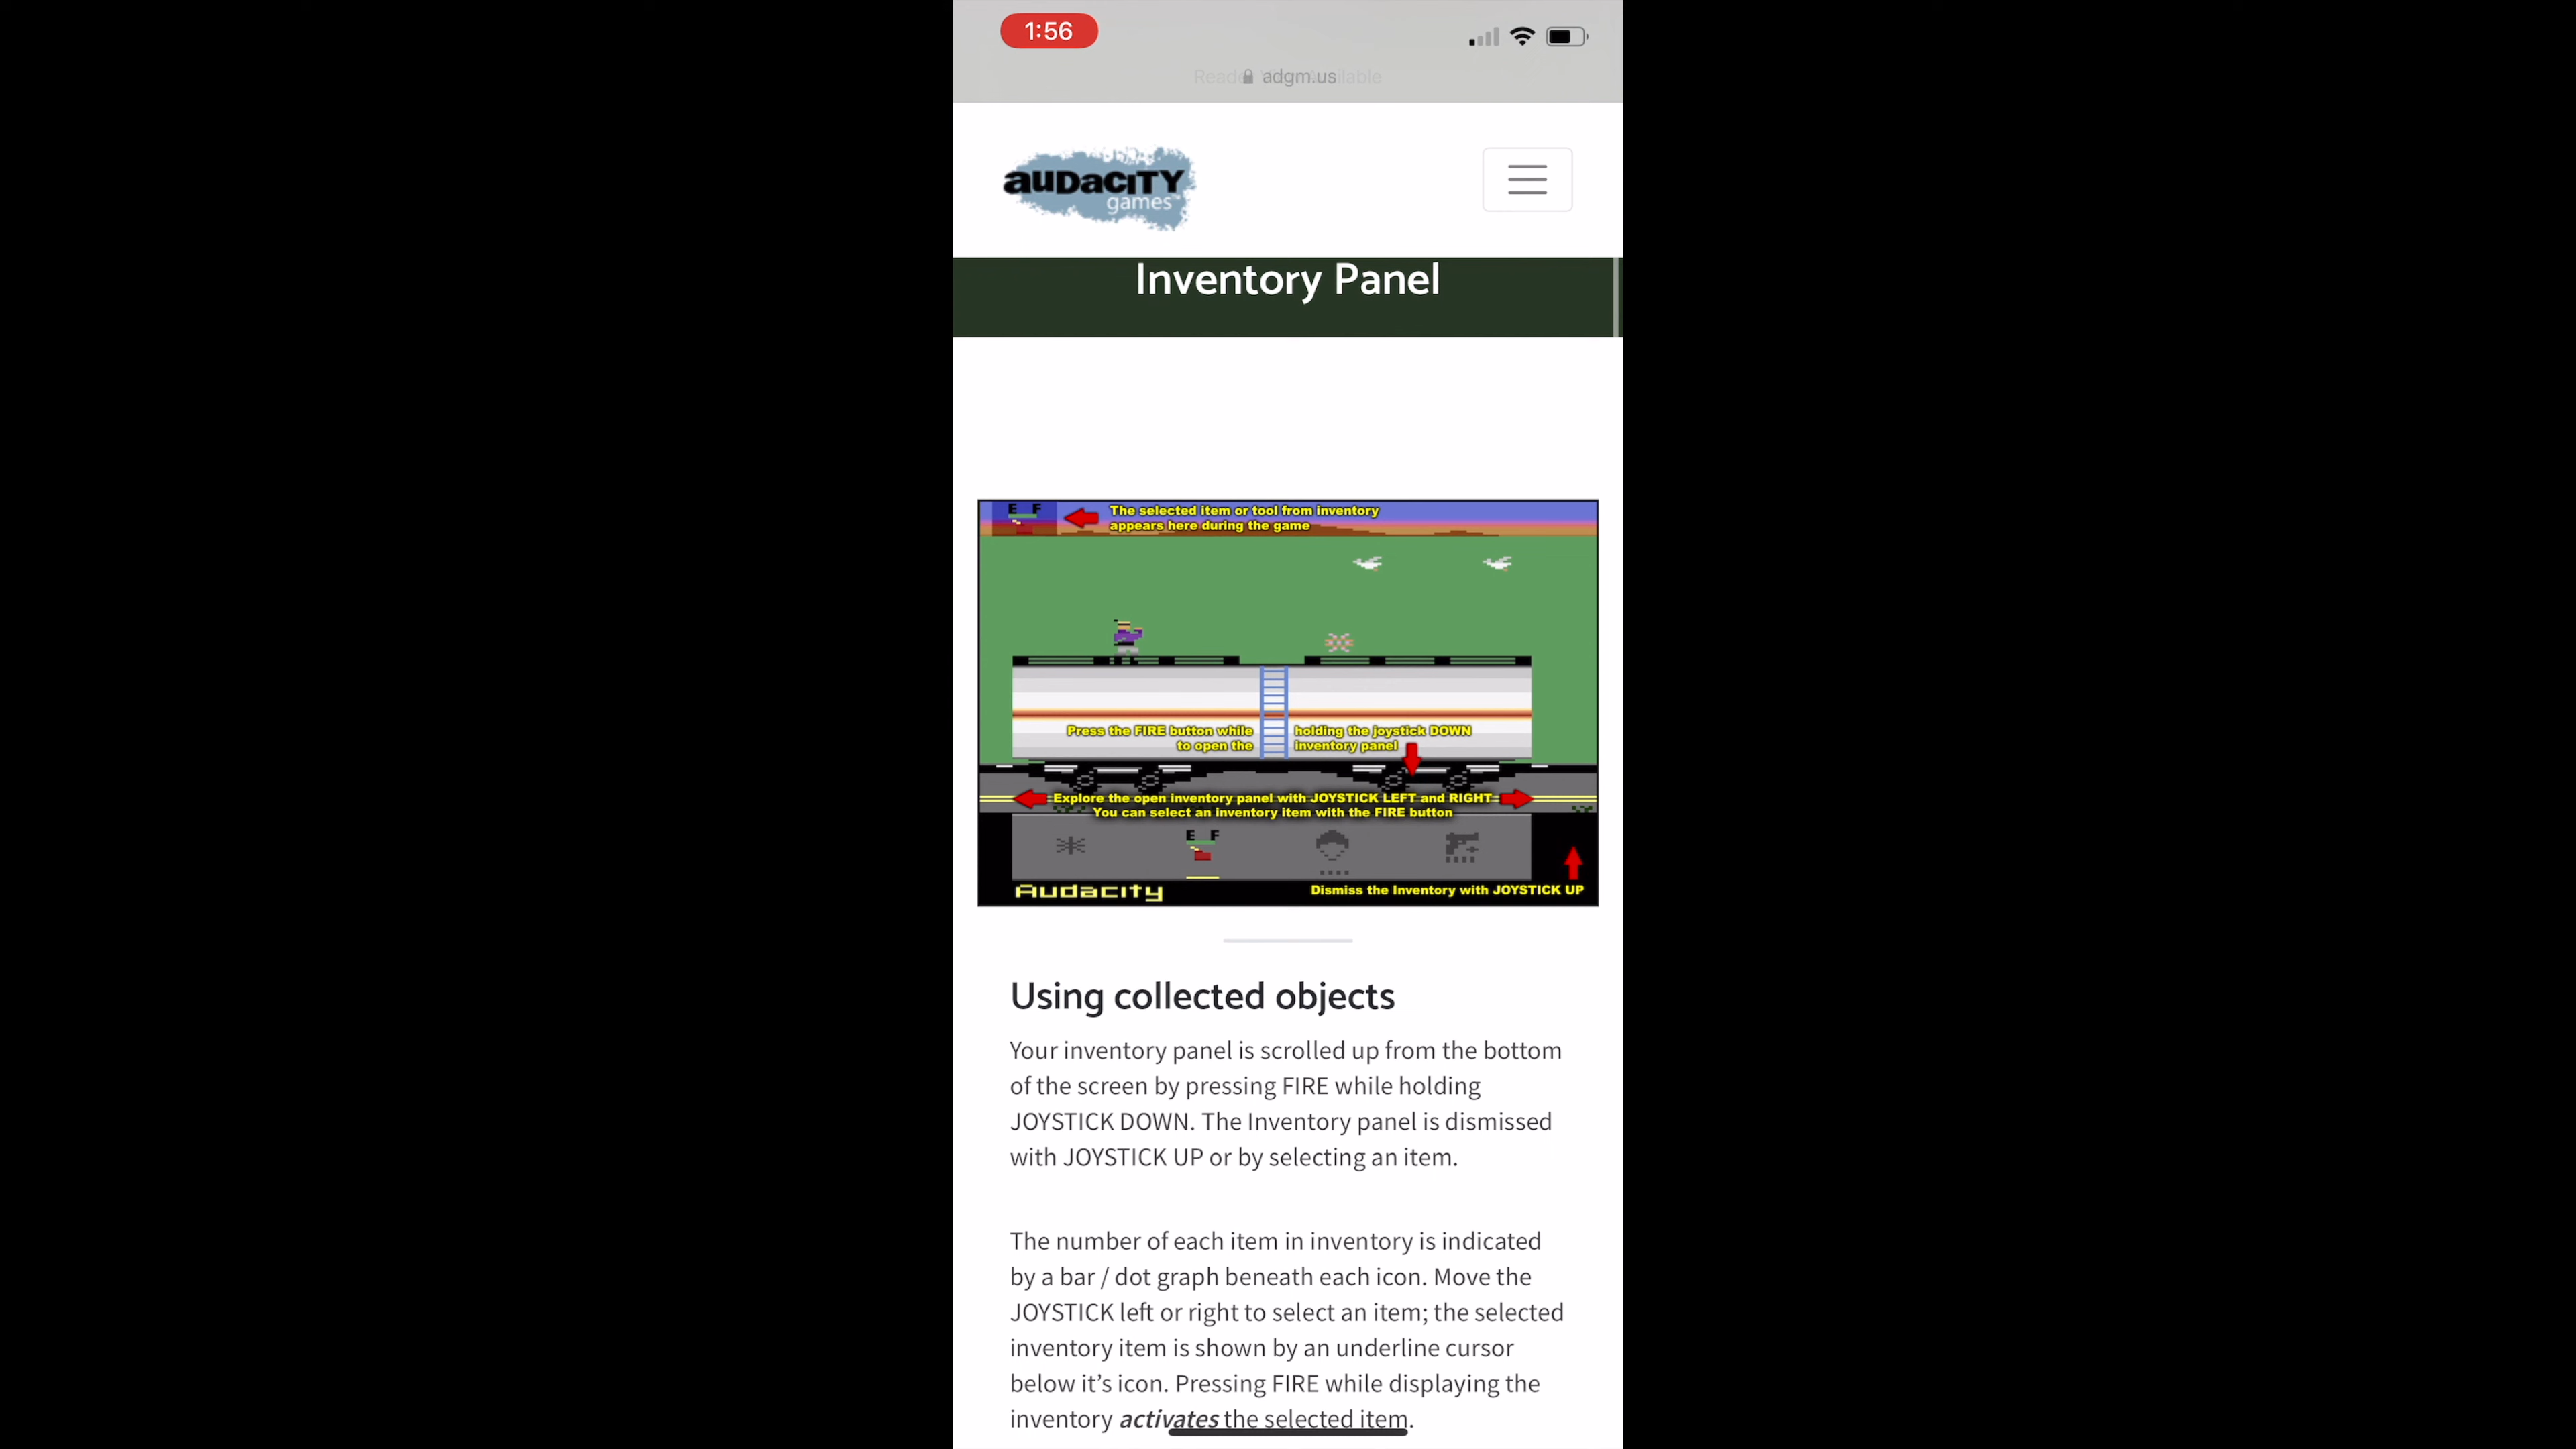 1:56
adgm.us
auDacITY
games
Inventory Panel
E F
The selected item or tool from inventory
appears here during the game
Press the FIRE button while holding the joystick DOWN
to open the inventory panel
Explore the open inventory panel with JOYSTICK LEFT and RIGHT
You can select an inventory item with the FIRE button
E F
Audacity
Dismiss the Inventory with JOYSTICK UP
Using collected objects
Your inventory panel is scrolled up from the bottom
of the screen by pressing FIRE while holding
JOYSTICK DOWN. The Inventory panel is dismissed
with JOYSTICK UP or by selecting an item.
The number of each item in inventory is indicated
by a bar / dot graph beneath each icon. Move the
JOYSTICK left or right to select an item; the selected
inventory item is shown by an underline cursor
below it's icon. Pressing FIRE while displaying the
inventory activates the selected item.